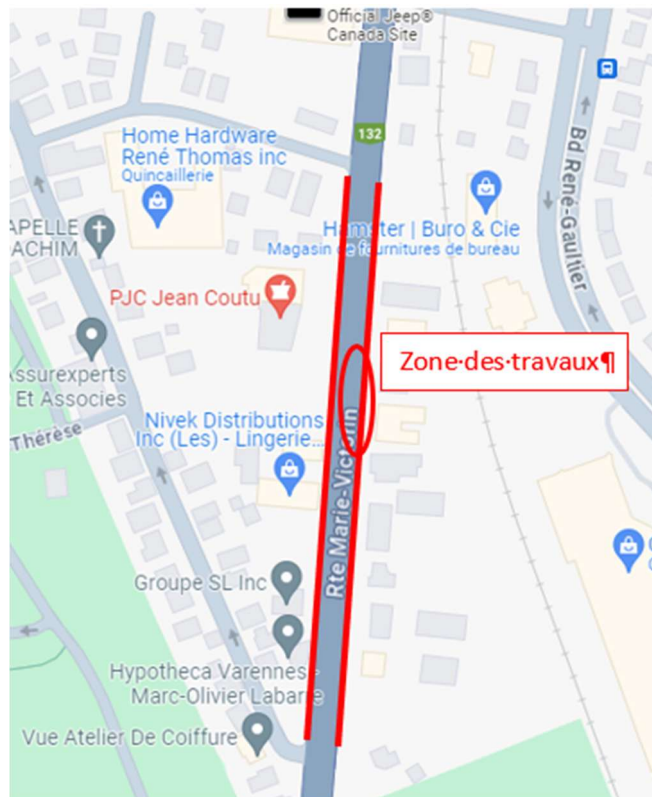 Official Jeep®
Canada Site
132
Bd René-Gaultier
Home Hardware
René Thomas inc
Quincaillerie
Hamster | Buro & Cie
Magasin de fournitures de bureau
APELLE
ACHIM
PJC Jean Coutu
Zone·des·travaux¶
Assurexperts
Et Associes
Thérèse
Nivek Distributions
Inc (Les) - Lingerie...
Rte Marie-Victorin
Groupe SL Inc
Hypotheca Varennes -
Marc-Olivier Labarre
Vue Atelier De Coiffure